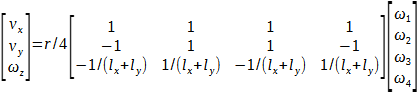 [v_x v_y ω_z] = r/4 [1 1 1 1
−1 1 1 −1
−1/(l_x+l_y) 1/(l_x+l_y) −1/(l_x+l_y) 1/(l_x+l_y)] [ω_1 ω_2 ω_3 ω_4]